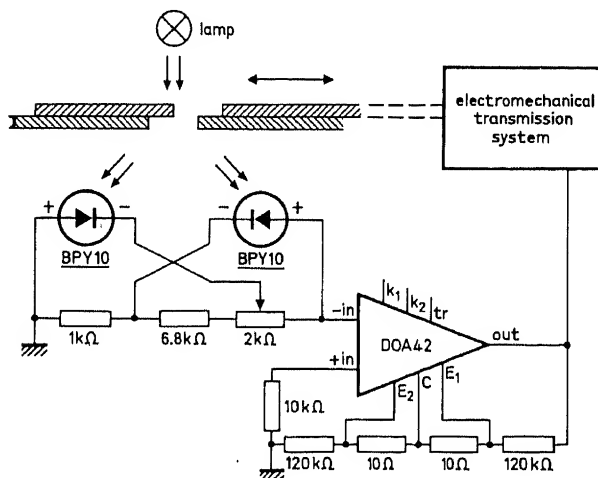 lamp
electromechanical
transmission
system
+
-
-
+
BPY10
BPY10
k1
k2
tr
-in
DOA42
out
+in
E2
C
E1
1kΩ
6.8kΩ
2kΩ
10kΩ
120kΩ
10Ω
10Ω
120kΩ